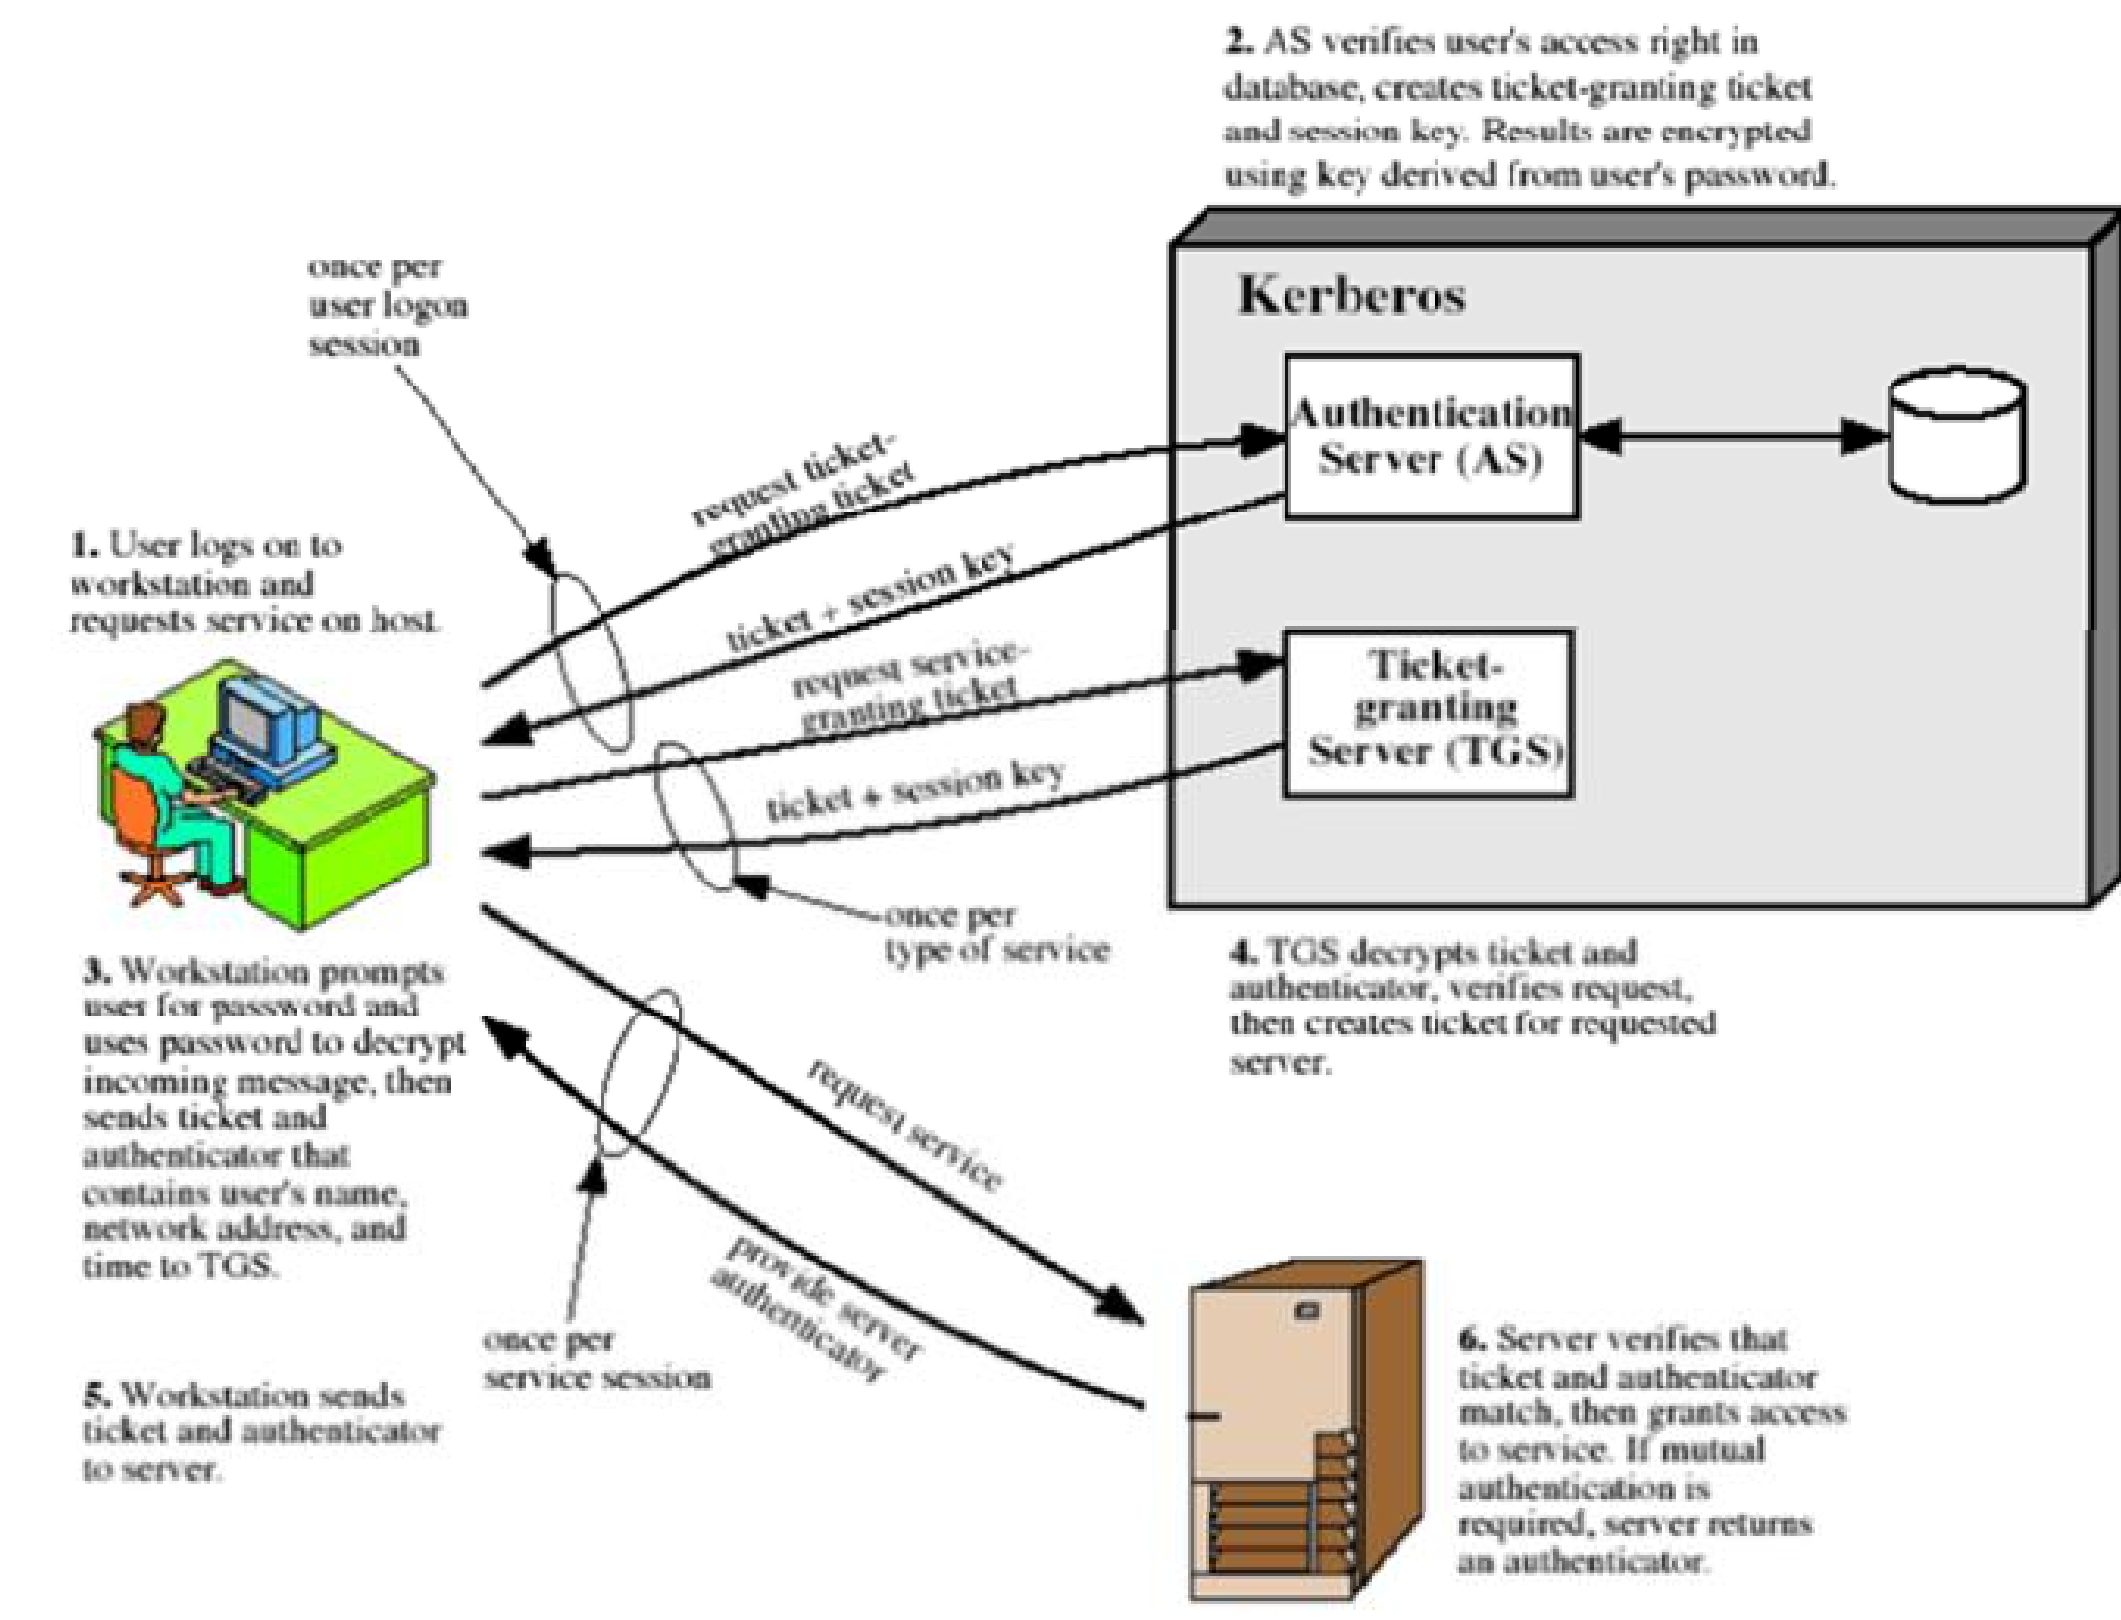 2. AS verifies user's access right in
database, creates ticket-granting ticket
and session key. Results are encrypted
using key derived from user's password.
once per
user logon
session
Kerberos
Authentication
Server (AS)
request ticket-
granting ticket
ticket + session key
1. User logs on to
workstation and
requests service on host.
request service-
granting ticket
Ticket-
granting
Server (TGS)
ticket + session key
once per
type of service
3. Workstation prompts
user for password and
uses password to decrypt
incoming message, then
sends ticket and
authenticator that
contains user's name,
network address, and
time to TGS.
4. TGS decrypts ticket and
authenticator, verifies request,
then creates ticket for requested
server.
request service
provide server
authenticator
once per
service session
5. Workstation sends
ticket and authenticator
to server.
6. Server verifies that
ticket and authenticator
match, then grants access
to service. If mutual
authentication is
required, server returns
an authenticator.